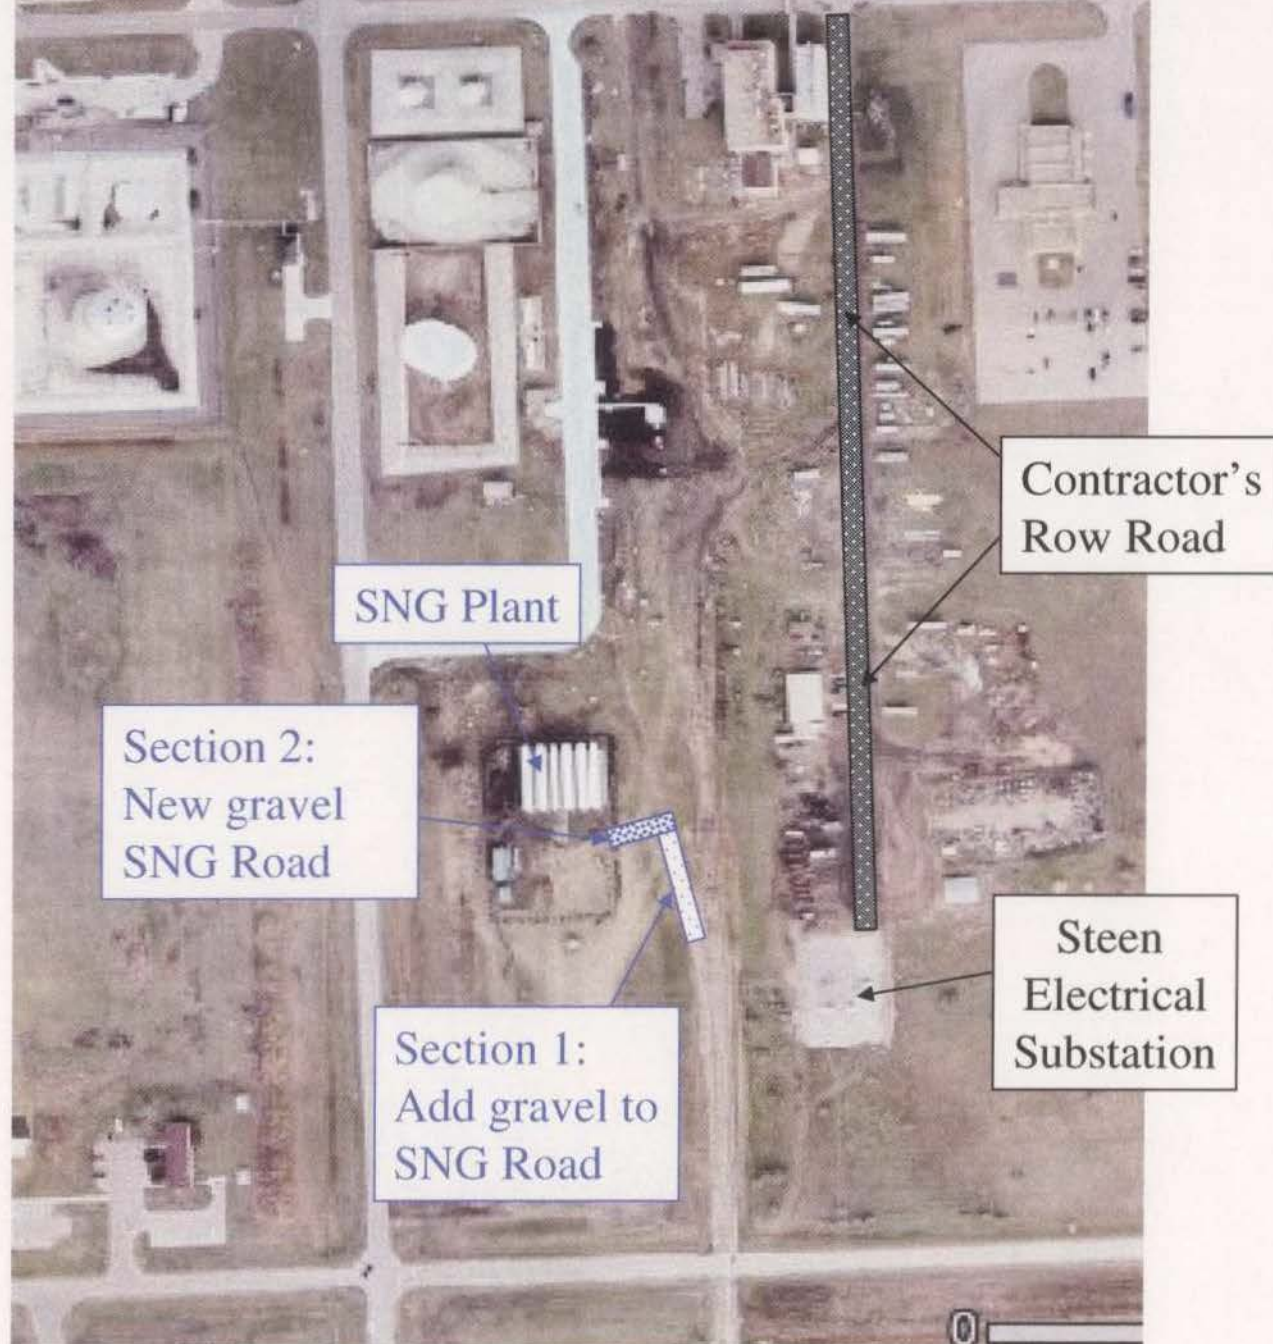 Contractor's
Row Road
SNG Plant
Section 2:
New gravel
SNG Road
Steen
Electrical
Substation
Section 1:
Add gravel to
SNG Road
0